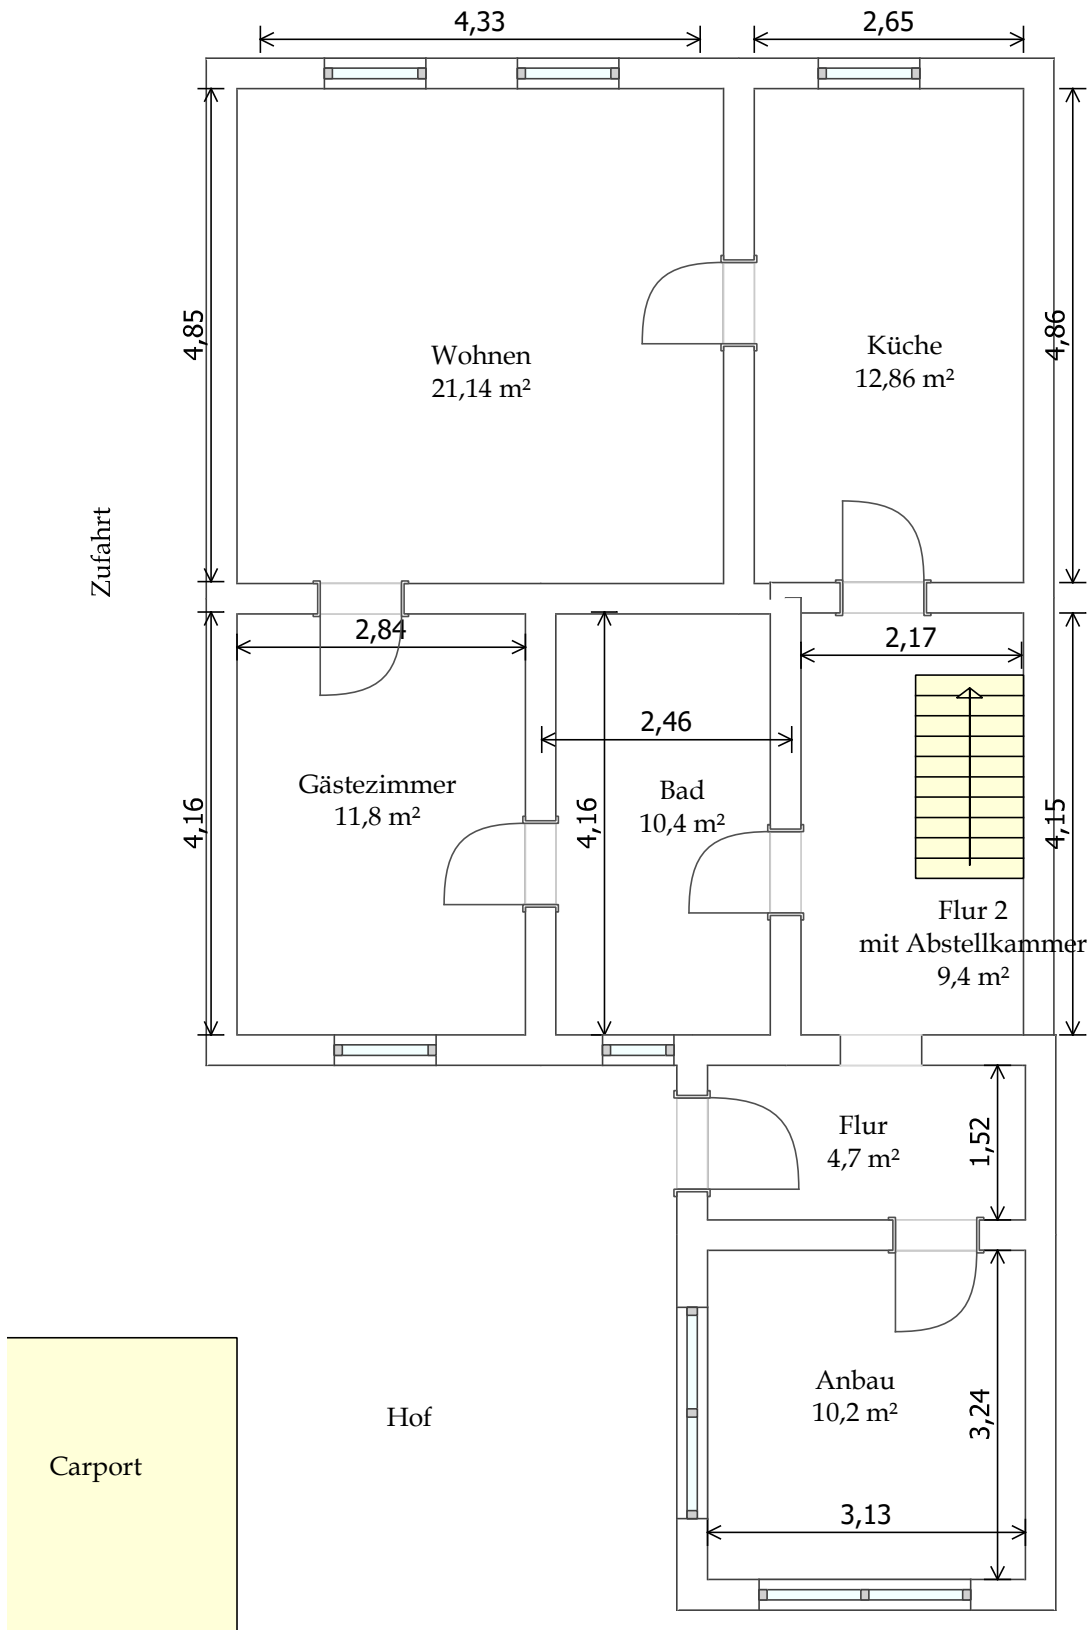 4,33
2,65
4,85
4,86
Wohnen
21,14 m²
Küche
12,86 m²
Zufahrt
2,84
2,17
2,46
4,16
4,16
4,15
Gästezimmer
11,8 m²
Bad
10,4 m²
Flur 2
mit Abstellkammer
9,4 m²
Flur
4,7 m²
1,52
Anbau
10,2 m²
3,24
3,13
Hof
Carport